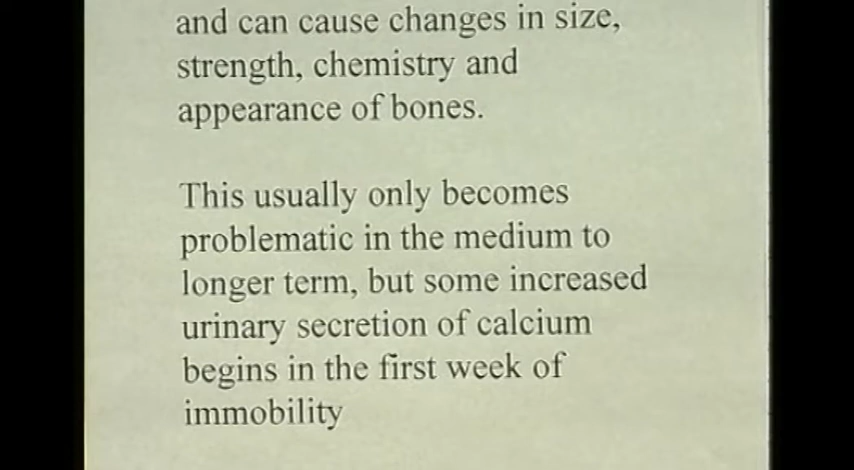 and can cause changes in size,
strength, chemistry and
appearance of bones.
This usually only becomes
problematic in the medium to
longer term, but some increased
urinary secretion of calcium
begins in the first week of
immobility